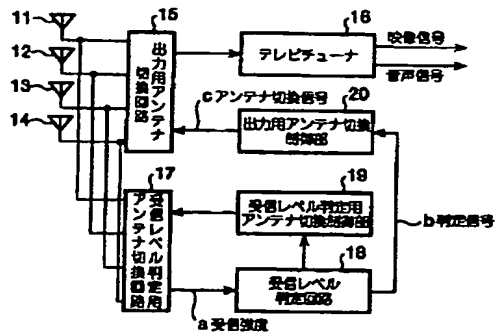 11
12
13
14
15
出力用アンテナ
切換回路
16
テレビチューナ
映像信号
音声信号
cアンテナ切換信号
20
出力用アンテナ切換
制御部
17
受信レベル判定用
アンテナ切換回路
19
受信レベル判定用
アンテナ切換制御部
b判定信号
18
受信レベル
判定回路
a受信強度